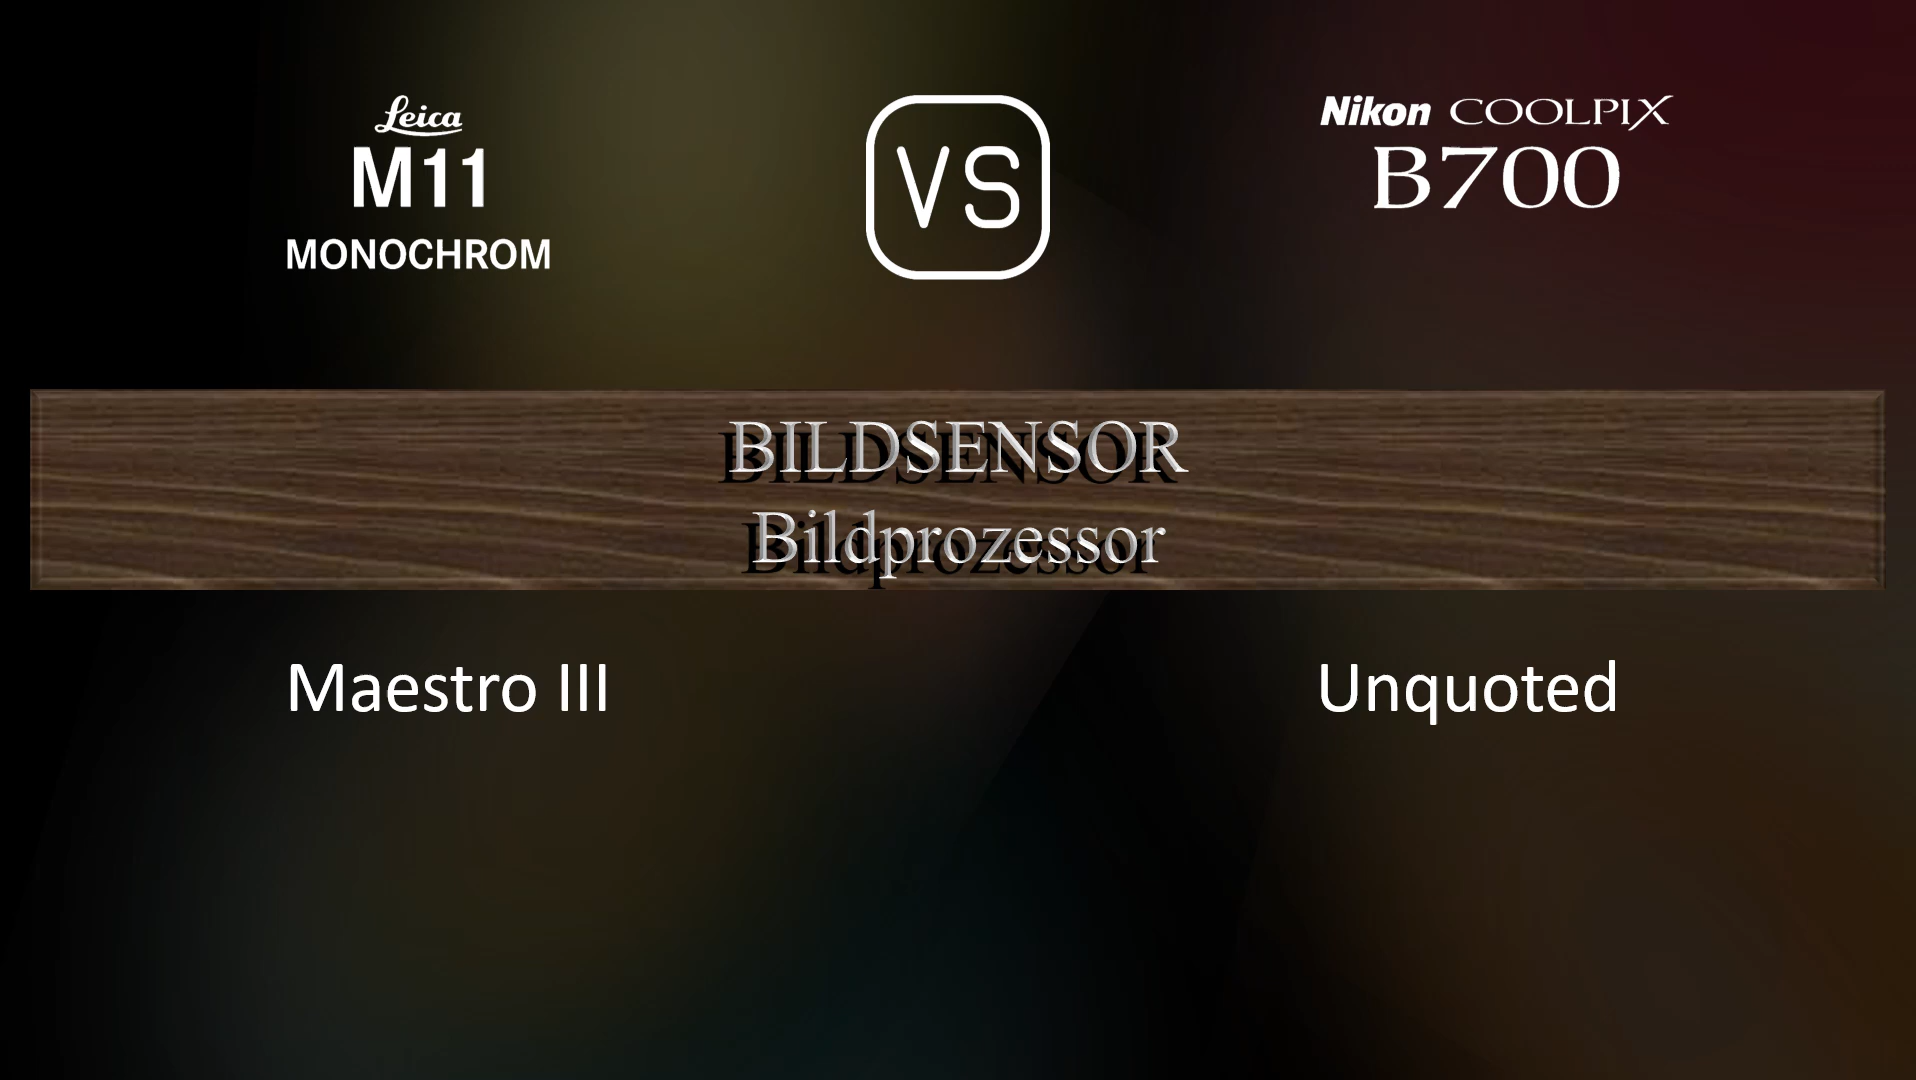 Leica
M11
MONOCHROM
VS
Nikon COOLPIX
B700
BILDSENSOR
Bildprozessor
Maestro III
Unquoted